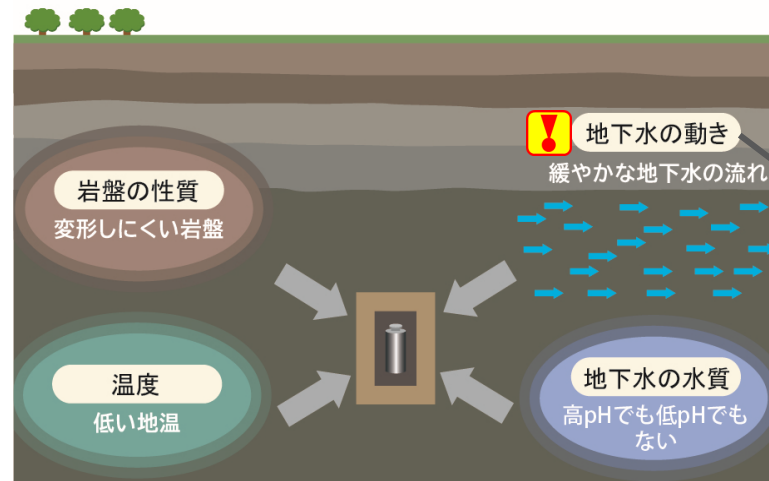 地下水の動き
緩やかな地下水の流れ
岩盤の性質
変形しにくい岩盤
温度
低い地温
地下水の水質
高pHでも低pHでも
ない